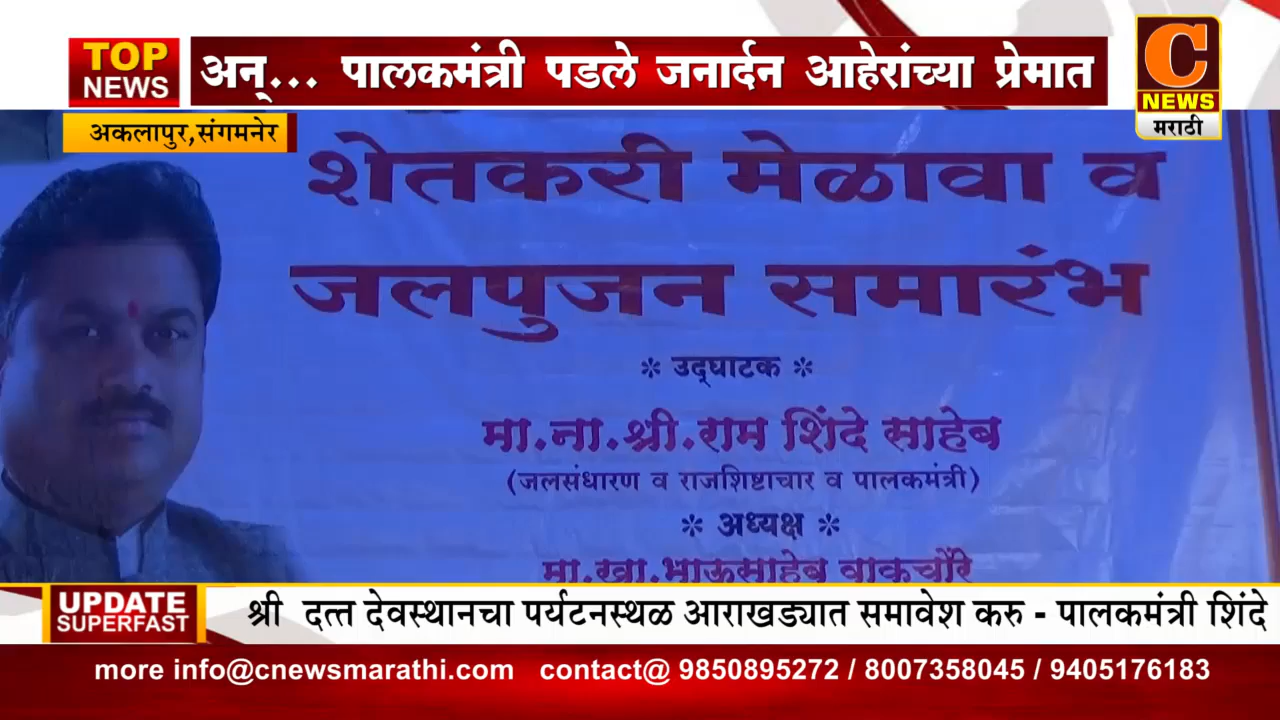 TOP
NEWS
अन्... पालकमंत्री पडले जनार्दन आहेरांच्या प्रेमात
C
NEWS
मराठी
अकलापुर,संगमनेर
शेतकरी मेळावा व
जलपुजन समारंभ
* उद्घाटक *
मा.ना.श्री.राम शिंदे साहेब
(जलसंधारण व राजशिष्टाचार व पालकमंत्री)
* अध्यक्ष *
मा.खा.भाऊसाहेब वाकचौरे
UPDATE
SUPERFAST
श्री दत्त देवस्थानचा पर्यटनस्थळ आराखड्यात समावेश करु - पालकमंत्री शिंदे
more info@cnewsmarathi.com contact@ 9850895272 / 8007358045 / 9405176183